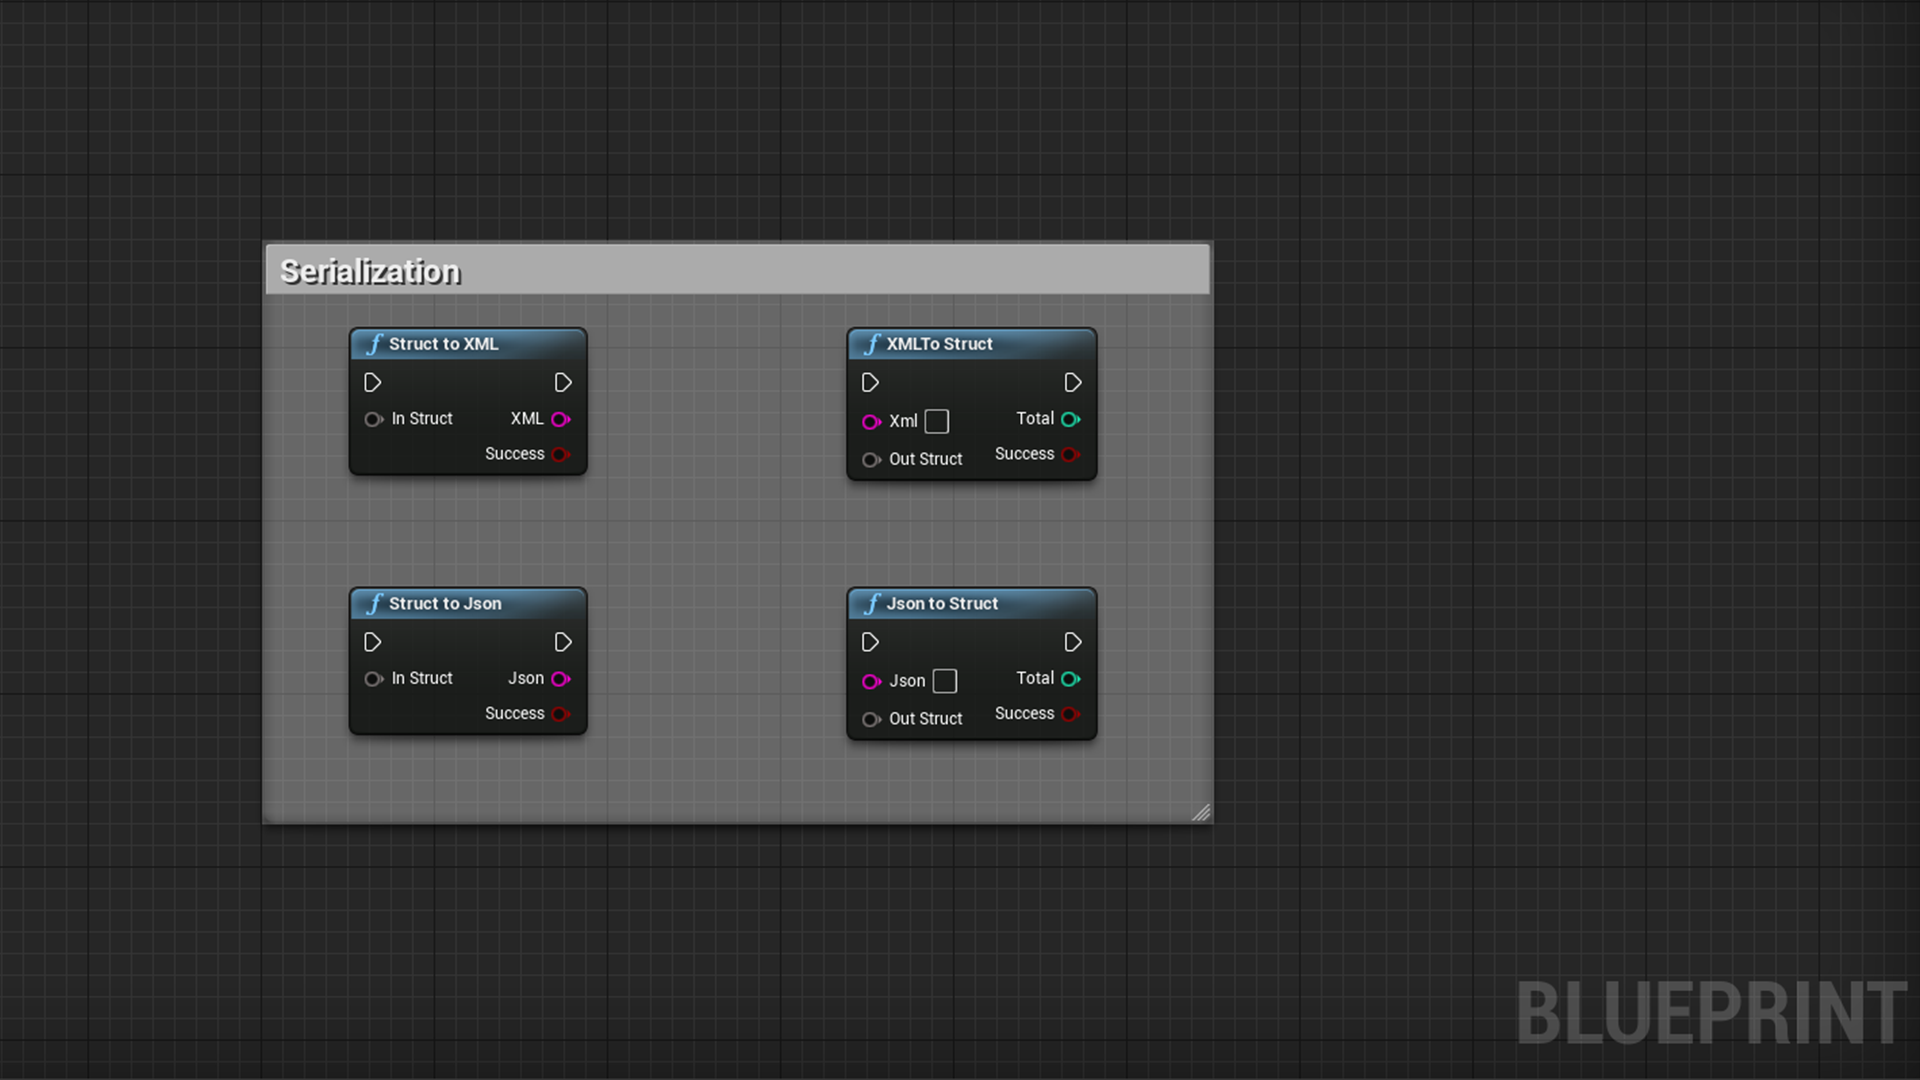 Serialization
f Struct to XML
In Struct XML
Success
f XMLTo Struct
Xml Total
Out Struct Success
f Struct to Json
In Struct Json
Success
f Json to Struct
Json Total
Out Struct Success
BLUEPRINT